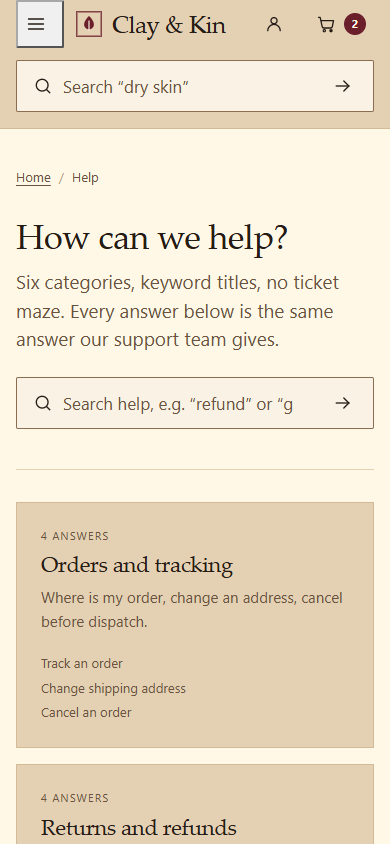 Clay & Kin
2
Search “dry skin”
Home / Help
How can we help?
Six categories, keyword titles, no ticket
maze. Every answer below is the same
answer our support team gives.
Search help, e.g. “refund” or “g
4 ANSWERS
Orders and tracking
Where is my order, change an address, cancel
before dispatch.
Track an order
Change shipping address
Cancel an order
4 ANSWERS
Returns and refunds